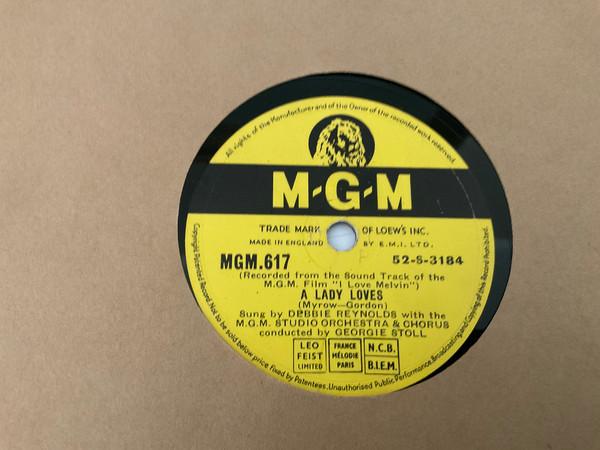 All rights of the Manufacturer and of the Owner of the recorded work reserved.
M-G-M
TRADE MARK OF LOEW'S INC.
MADE IN ENGLAND BY E.M.I. LTD.
MGM.617 52-S-3184
(Recorded from the Sound Track of the
M.G.M. Film "I Love Melvin")
A LADY LOVES
(Myrow—Gordon)
Sung by DEBBIE REYNOLDS with the
M.G.M. STUDIO ORCHESTRA & CHORUS
conducted by GEORGIE STOLL
LEO
FEIST
LIMITED
FRANCE
MÉLODIE
PARIS
N.C.B.
B.I.E.M.
Copyright Patented Record. Not to be sold below price fixed by Patentees. Unauthorised Public Performance, Broadcasting and Copying of this Record Prohibited.